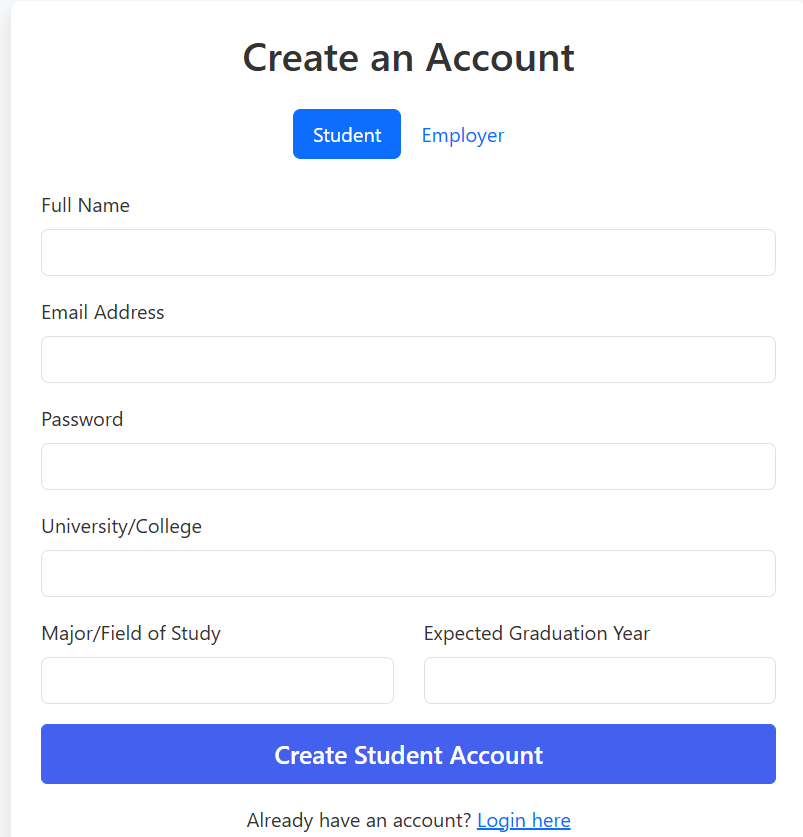 Create an Account
Student Employer
Full Name
Email Address
Password
University/College
Major/Field of Study Expected Graduation Year
Create Student Account
Already have an account? Login here